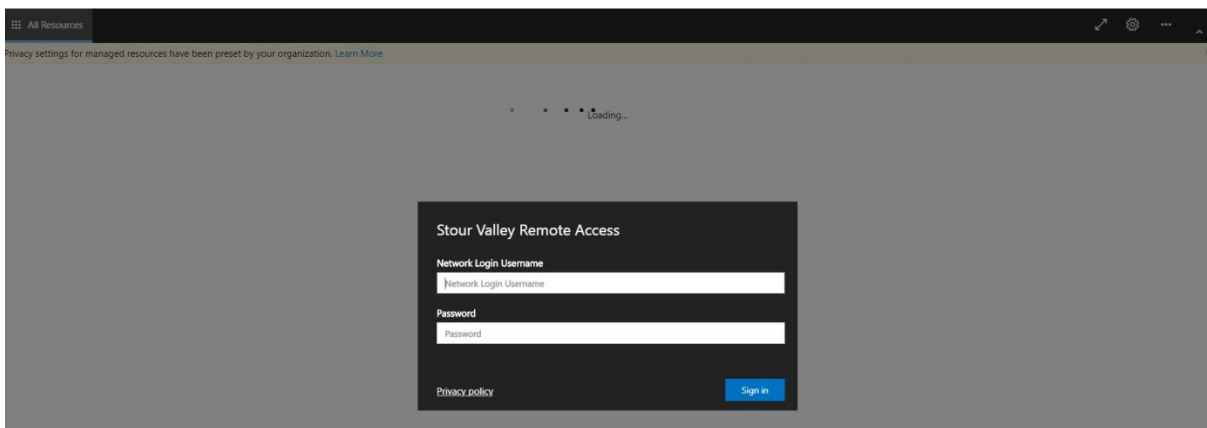 All Resources
Privacy settings for managed resources have been preset by your organization. Learn More
Loading...
Stour Valley Remote Access
Network Login Username
Network Login Username
Password
Password
Privacy policy
Sign in